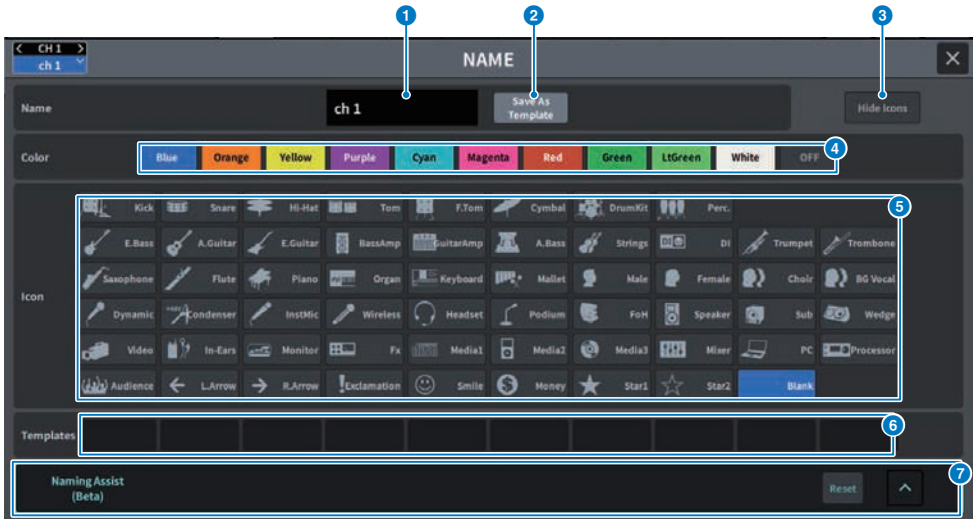 1 2 3
< CH 1 >
ch 1
NAME
Name ch 1 Save As Template Hide Icons
Color Blue Orange Yellow Purple Cyan Magenta Red Green LtGreen White OFF 4
Kick Snare Hi-Hat Tom F.Tom Cymbal DrumKit Perc. 5
E.Bass A.Guitar E.Guitar BassAmp GuitarAmp A.Bass Strings DI Trumpet Trombone
Saxophone Flute Piano Organ Keyboard Mallet Male Female Choir BG Vocal
Icon
Dynamic Condenser InstMic Wireless Headset Podium FoH Speaker Sub Wedge
Video In-Ears Monitor Fx Media1 Media2 Media3 Mixer PC Processor
Audience L.Arrow R.Arrow Exclamation Smile Money Star1 Star2 Blank
Templates 6
Naming Assist
(Beta)
Reset 7